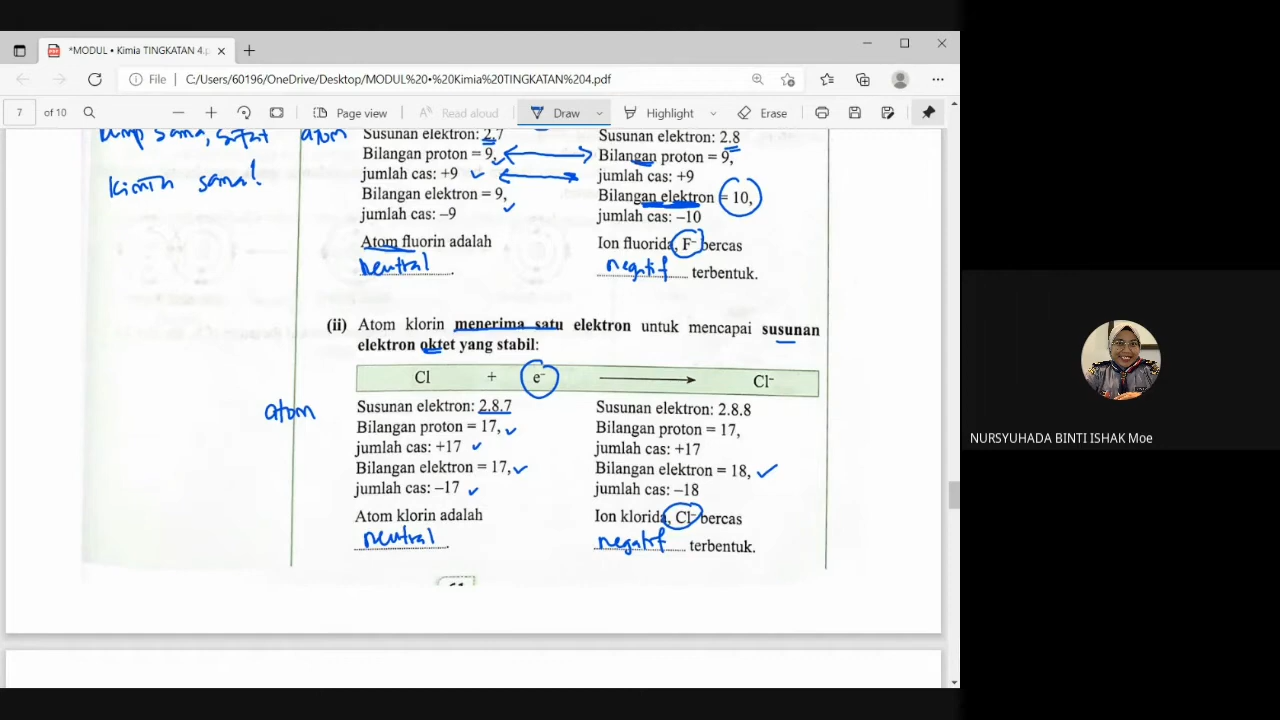 *MODUL • Kimia TINGKATAN 4.p
File C:/Users/60196/OneDrive/Desktop/MODUL%20•%20Kimia%20TINGKATAN%204.pdf
7 of 10 Page view Read aloud Draw Highlight Erase
sama, sifat
kimia sama!
atom
Susunan elektron: 2.7
Bilangan proton = 9,
jumlah cas: +9
Bilangan elektron = 9,
jumlah cas: –9
Atom fluorin adalah
neutral.
Susunan elektron: 2.8
Bilangan proton = 9,
jumlah cas: +9
Bilangan elektron = 10,
jumlah cas: –10
Ion fluorida, F⁻ bercas
negatif terbentuk.
(ii) Atom klorin menerima satu elektron untuk mencapai susunan
elektron oktet yang stabil:
Cl + e⁻ → Cl⁻
atom
Susunan elektron: 2.8.7
Bilangan proton = 17,
jumlah cas: +17
Bilangan elektron = 17,
jumlah cas: –17
Atom klorin adalah
neutral.
Susunan elektron: 2.8.8
Bilangan proton = 17,
jumlah cas: +17
Bilangan elektron = 18,
jumlah cas: –18
Ion klorida, Cl⁻ bercas
negatif terbentuk.
NURSYUHADA BINTI ISHAK Moe